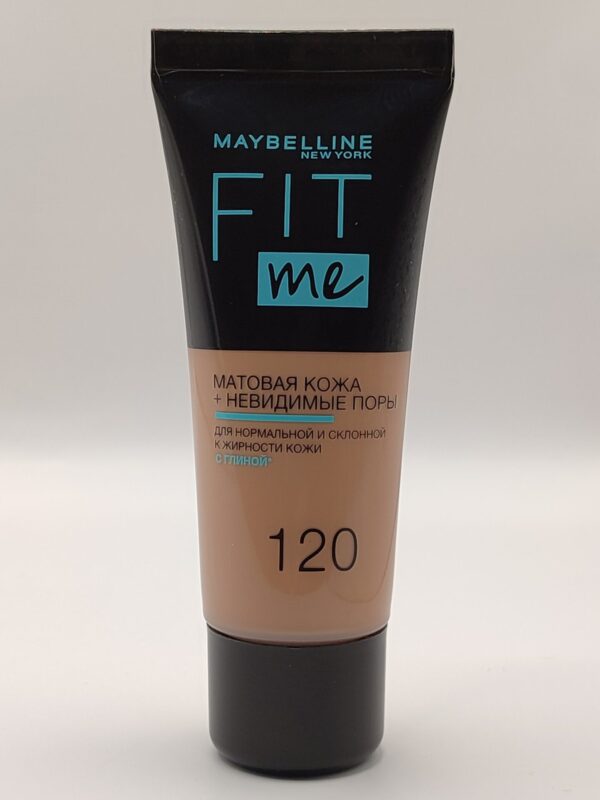 MAYBELLINE
NEW YORK
FIT
me
МАТОВАЯ КОЖА
+ НЕВИДИМЫЕ ПОРЫ
ДЛЯ НОРМАЛЬНОЙ И СКЛОННОЙ
К ЖИРНОСТИ КОЖИ
С ГЛИНОЙ*
120